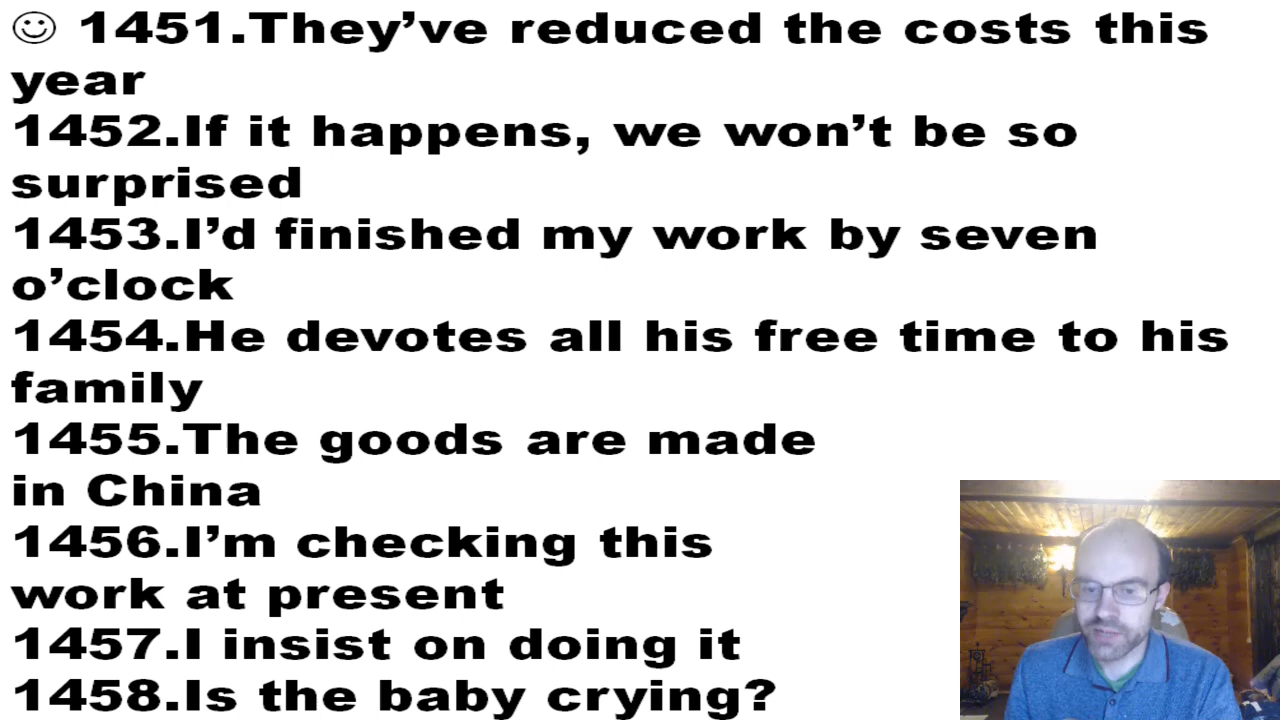 ☺ 1451.They’ve reduced the costs this
year
1452.If it happens, we won’t be so
surprised
1453.I’d finished my work by seven
o’clock
1454.He devotes all his free time to his
family
1455.The goods are made
in China
1456.I’m checking this
work at present
1457.I insist on doing it
1458.Is the baby crying?